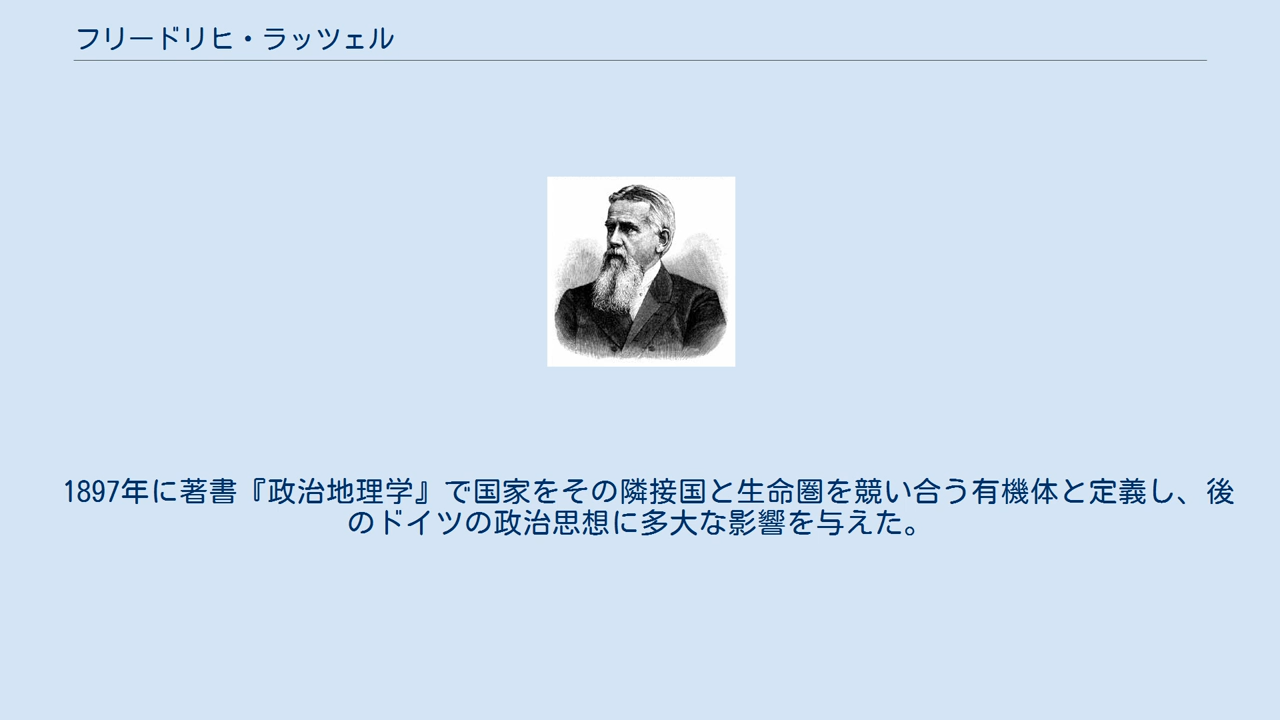 フリードリヒ・ラッツェル
1897年に著書『政治地理学』で国家をその隣接国と生命圏を競い合う有機体と定義し、後
のドイツの政治思想に多大な影響を与えた。